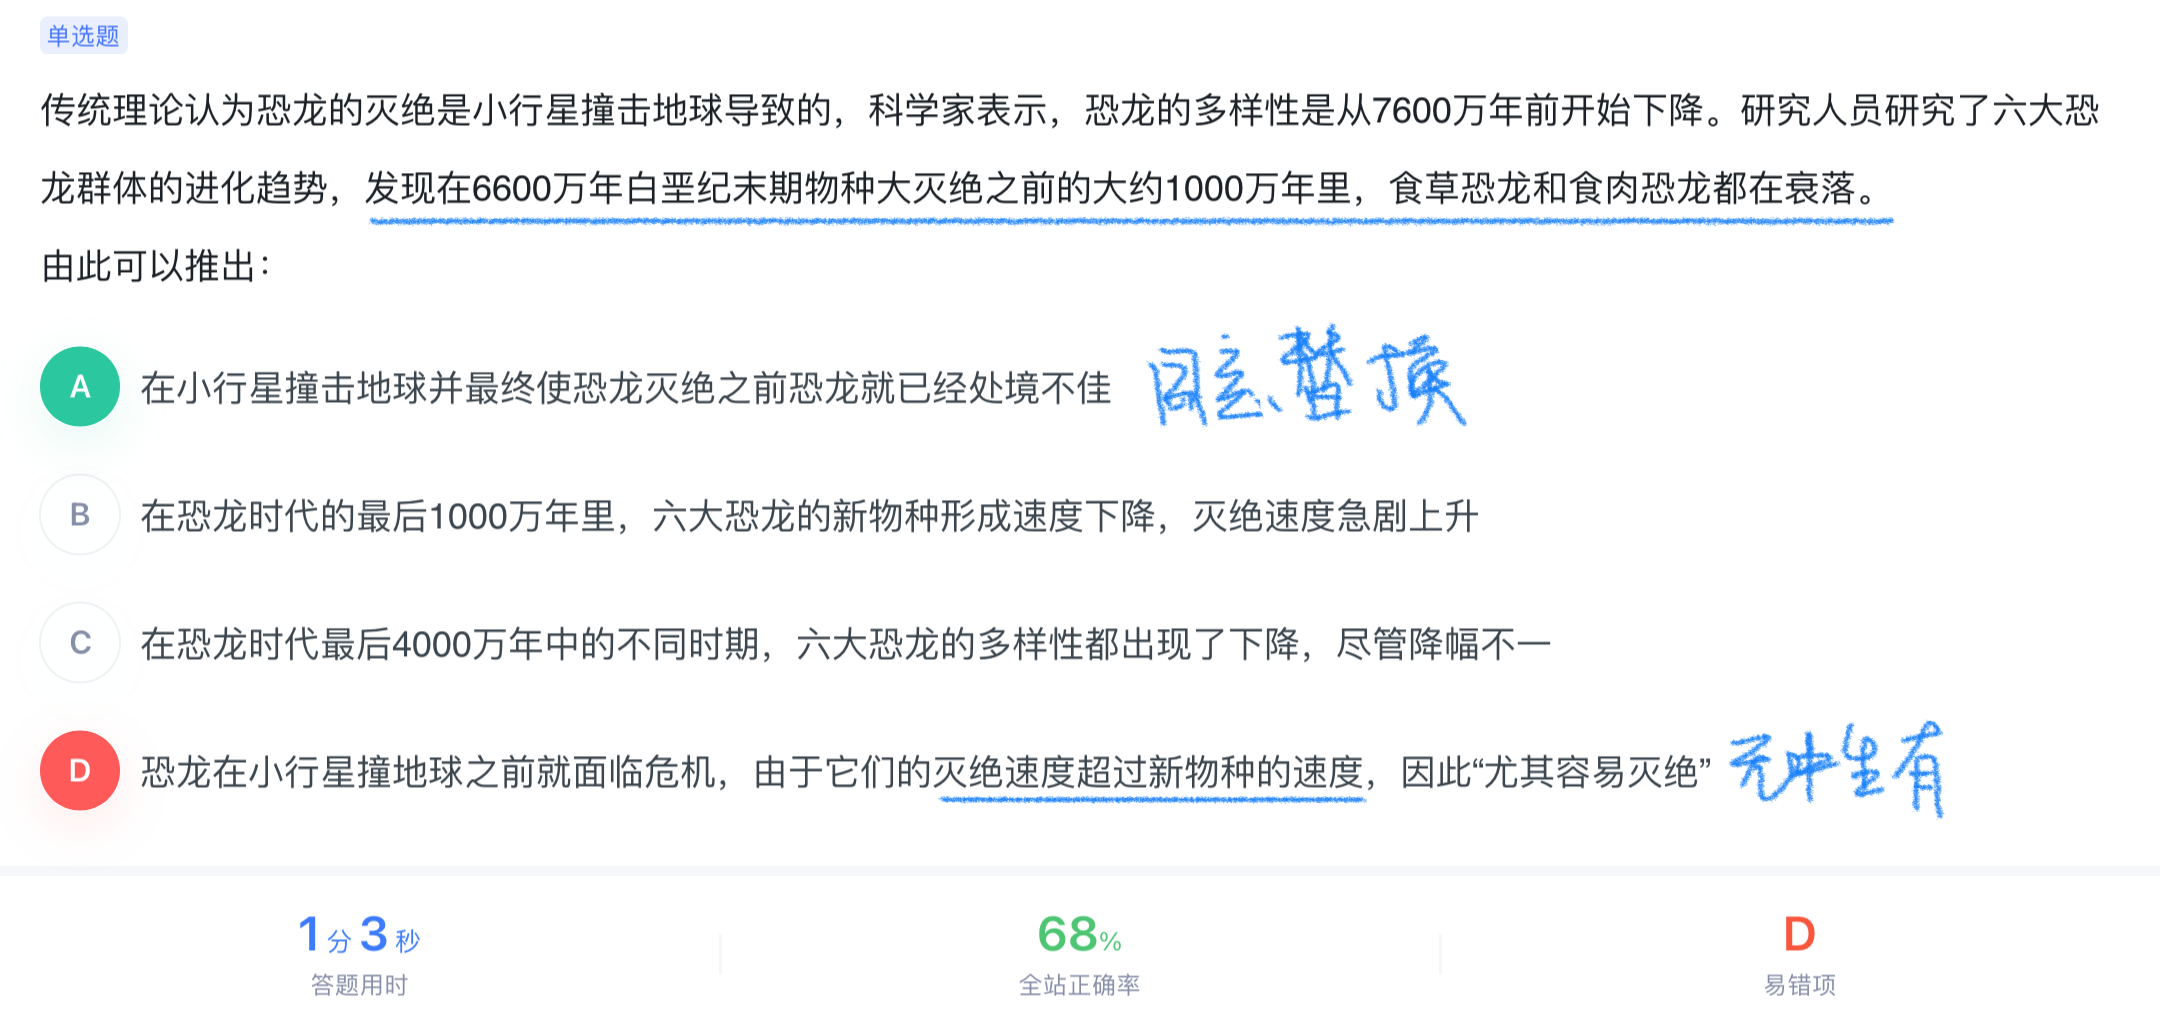 单选题
传统理论认为恐龙的灭绝是小行星撞击地球导致的，科学家表示，恐龙的多样性是从7600万年前开始下降。研究人员研究了六大恐
龙群体的进化趋势，发现在6600万年白垩纪末期物种大灭绝之前的大约1000万年里，食草恐龙和食肉恐龙都在衰落。
由此可以推出：
A 在小行星撞击地球并最终使恐龙灭绝之前恐龙就已经处境不佳 同义替换
B 在恐龙时代的最后1000万年里，六大恐龙的新物种形成速度下降，灭绝速度急剧上升
C 在恐龙时代最后4000万年中的不同时期，六大恐龙的多样性都出现了下降，尽管降幅不一
D 恐龙在小行星撞地球之前就面临危机，由于它们的灭绝速度超过新物种的速度，因此“尤其容易灭绝” 无中生有
1分3秒 68% D
答题用时 全站正确率 易错项